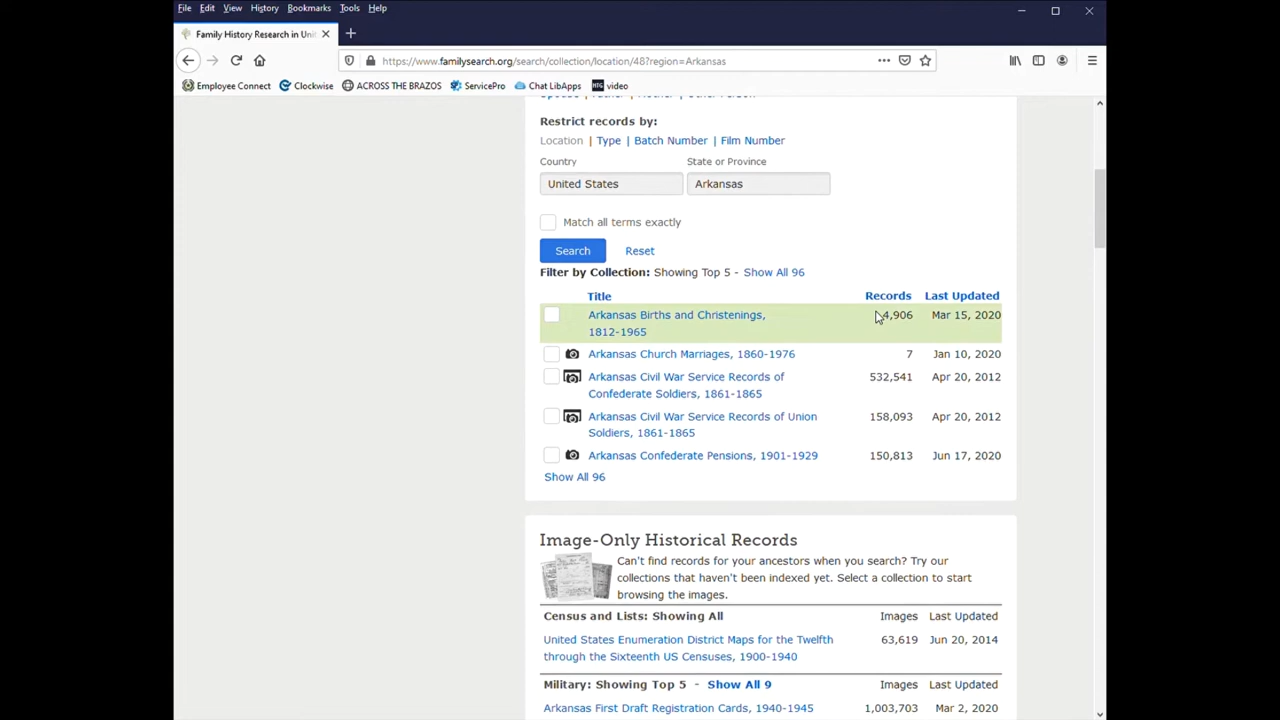 File Edit View History Bookmarks Tools Help
Family History Research in Unit
https://www.familysearch.org/search/collection/location/48?region=Arkansas
Employee Connect Clockwise ACROSS THE BRAZOS ServicePro Chat LibApps video
Restrict records by:
Location | Type | Batch Number | Film Number
Country State or Province
United States Arkansas
Match all terms exactly
Search Reset
Filter by Collection: Showing Top 5 - Show All 96
Title Records Last Updated
Arkansas Births and Christenings, 4,906 Mar 15, 2020
1812-1965
Arkansas Church Marriages, 1860-1976 7 Jan 10, 2020
Arkansas Civil War Service Records of 532,541 Apr 20, 2012
Confederate Soldiers, 1861-1865
Arkansas Civil War Service Records of Union 158,093 Apr 20, 2012
Soldiers, 1861-1865
Arkansas Confederate Pensions, 1901-1929 150,813 Jun 17, 2020
Show All 96
Image-Only Historical Records
Can't find records for your ancestors when you search? Try our
collections that haven't been indexed yet. Select a collection to start
browsing the images.
Census and Lists: Showing All Images Last Updated
United States Enumeration District Maps for the Twelfth 63,619 Jun 20, 2014
through the Sixteenth US Censuses, 1900-1940
Military: Showing Top 5 - Show All 9 Images Last Updated
Arkansas First Draft Registration Cards, 1940-1945 1,003,703 Mar 2, 2020